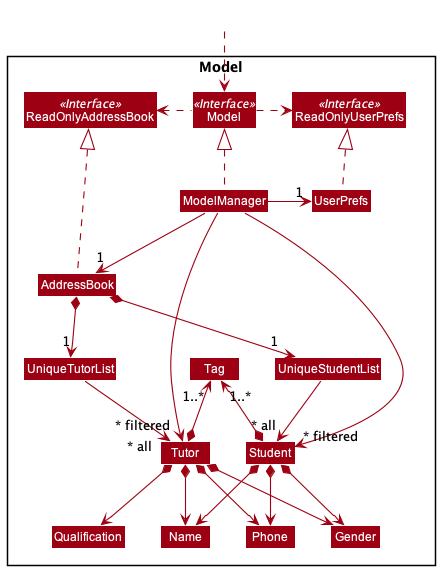 Model
«Interface»
ReadOnlyAddressBook
«Interface»
Model
«Interface»
ReadOnlyUserPrefs
ModelManager
1
UserPrefs
1
AddressBook
1
1
UniqueTutorList
Tag
UniqueStudentList
1..*
1..*
* filtered
* all
* all
* filtered
Tutor
Student
Qualification
Name
Phone
Gender